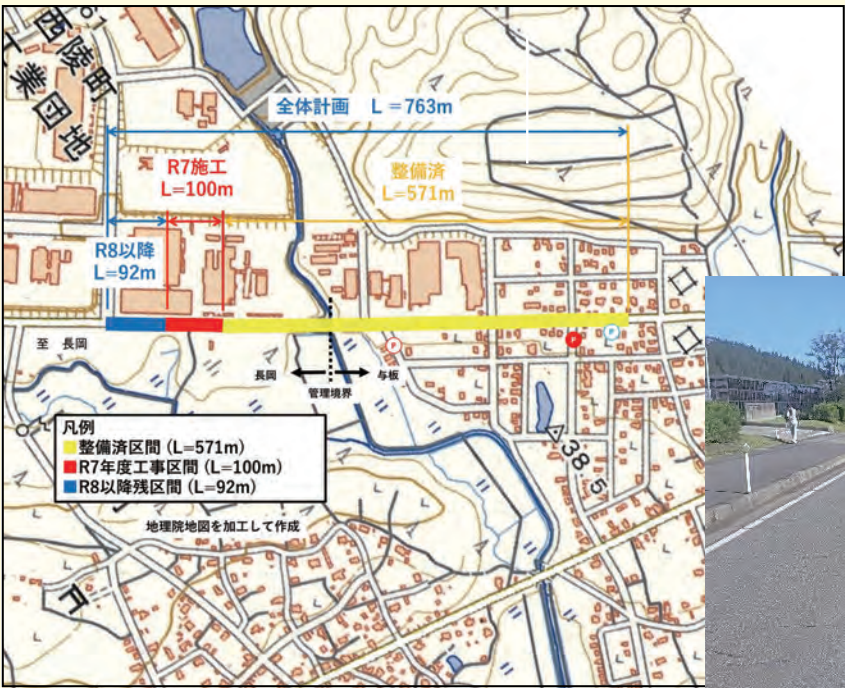 61
西陵町
工業団地
全体計画 L =763m
R7施工
L=100m
整備済
L=571m
R8以降
L=92m
至 長岡
P
P
P
長岡
与板
管理境界
凡例
整備済区間 (L=571m)
R7年度工事区間 (L=100m)
R8以降残区間 (L=92m)
38.5
地理院地図を加工して作成